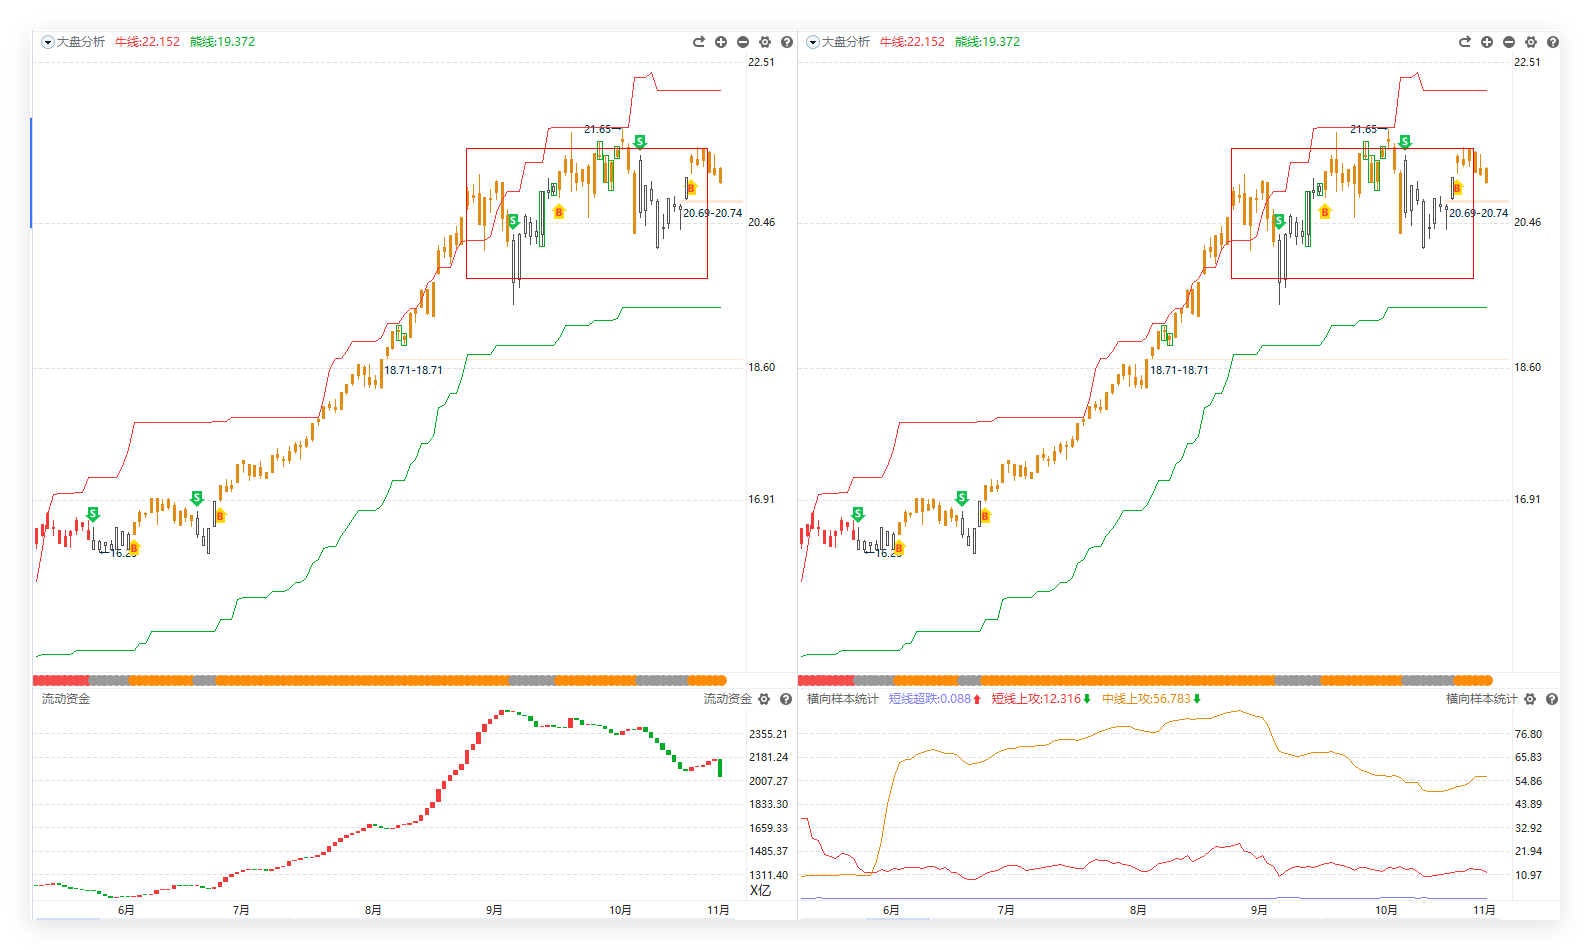 大盘分析 牛线:22.152 熊线:19.372
22.51
21.65
S
B
20.69-20.74
20.46
S
B
18.71-18.71
18.60
16.91
S
B
S
B
流动资金 流动资金
2355.21
2181.24
2007.27
1833.30
1659.33
1485.37
1311.40
X亿
6月 7月 8月 9月 10月 11月
大盘分析 牛线:22.152 熊线:19.372
22.51
21.65
S
B
20.69-20.74
20.46
S
B
18.71-18.71
18.60
16.91
S
B
S
B
横向样本统计 短线超跌:0.088 短线上攻:12.316 中线上攻:56.783 横向样本统计
76.80
65.83
54.86
43.89
32.92
21.94
10.97
6月 7月 8月 9月 10月 11月